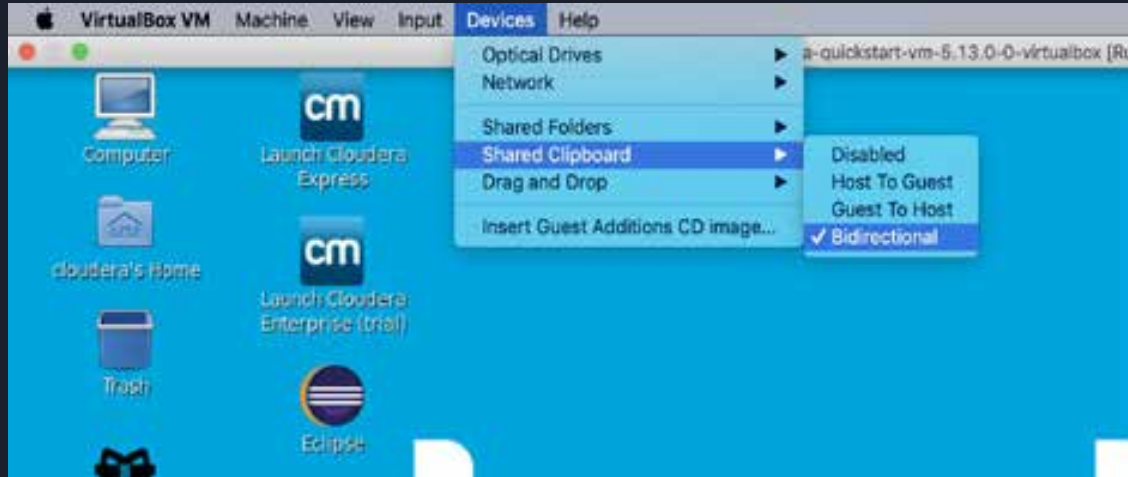 VirtualBox VM Machine View Input Devices Help
a-quickstart-vm-5.13.0-0-virtualbox [Ru
Optical Drives
Network
Shared Folders
Shared Clipboard
Drag and Drop
Insert Guest Additions CD image...
Disabled
Host To Guest
Guest To Host
✓ Bidirectional
Computer
cm
Launch Cloudera
Express
cloudera's Home
cm
Launch Cloudera
Enterprise (trial)
Trash
Eclipse